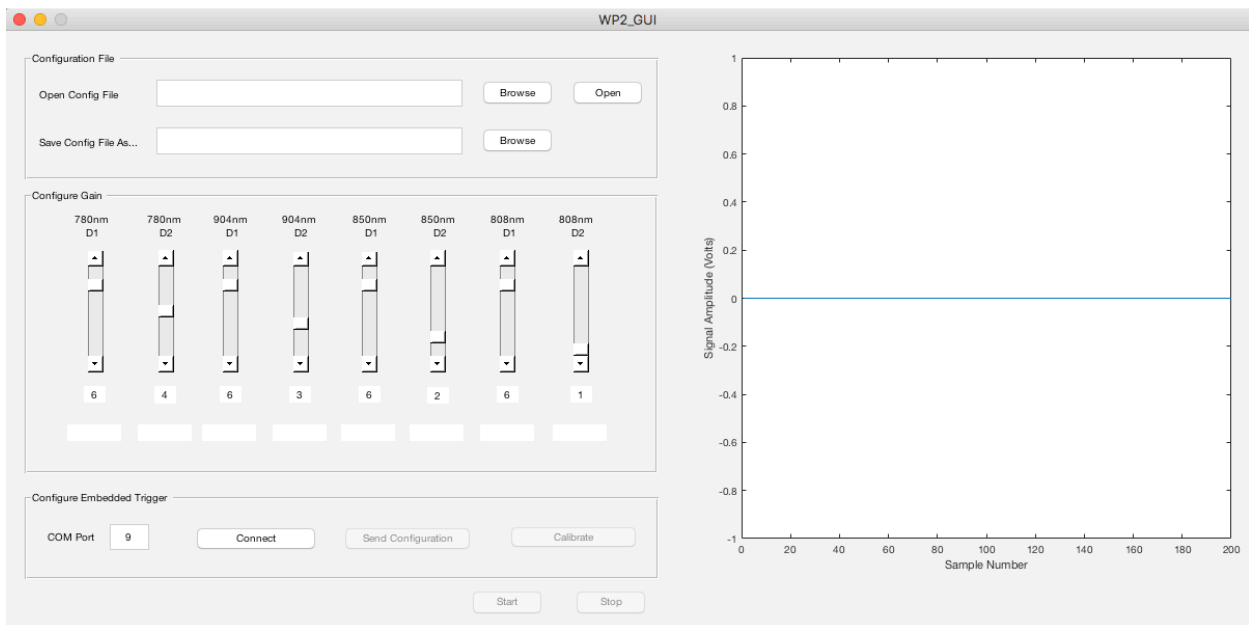 WP2_GUI
Configuration File
Open Config File Browse Open
Save Config File As... Browse
Configure Gain
780nm 780nm 904nm 904nm 850nm 850nm 808nm 808nm
D1 D2 D1 D2 D1 D2 D1 D2
6 4 6 3 6 2 6 1
Configure Embedded Trigger
COM Port 9 Connect Send Configuration Calibrate
Start Stop
1
0.8
0.6
0.4
0.2
0
-0.2
-0.4
-0.6
-0.8
-1
Signal Amplitude (Volts)
0 20 40 60 80 100 120 140 160 180 200
Sample Number